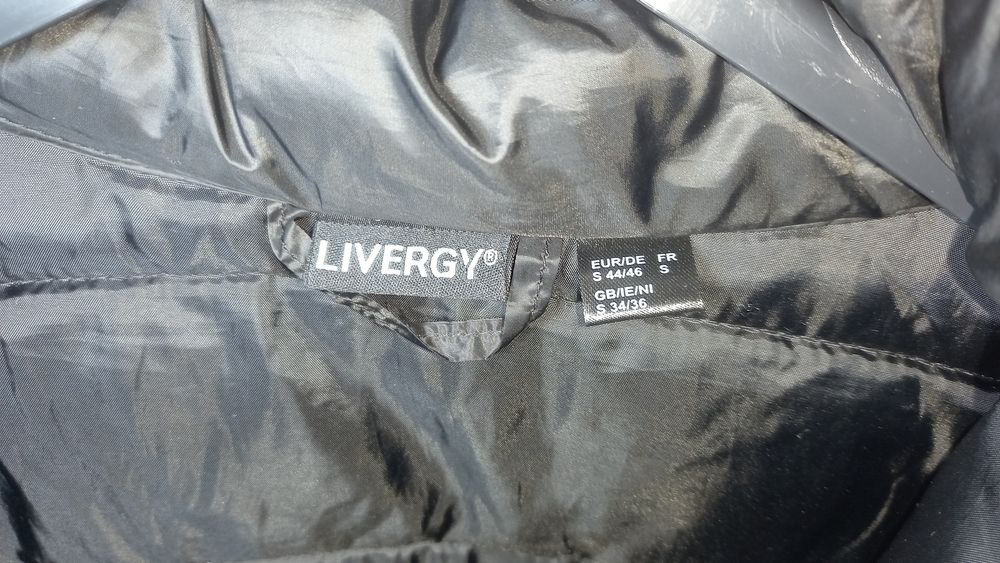 LIVERGY®
EUR/DE FR
S 44/46 S
GB/IE/NI
S 34/36